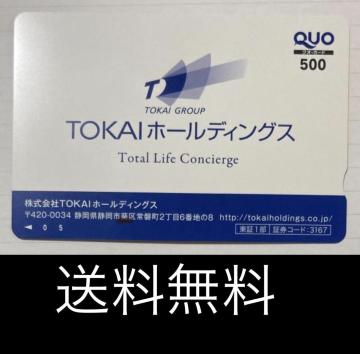 QUO
クオ・カード
500
TOKAI GROUP
TOKAIホールディングス
Total Life Concierge
株式会社TOKAIホールディングス
〒420-0034 静岡県静岡市葵区常磐町2丁目6番地の8 http://tokaiholdings.co.jp/
東証1部 証券コード:3167
◀ 0 5
送料無料